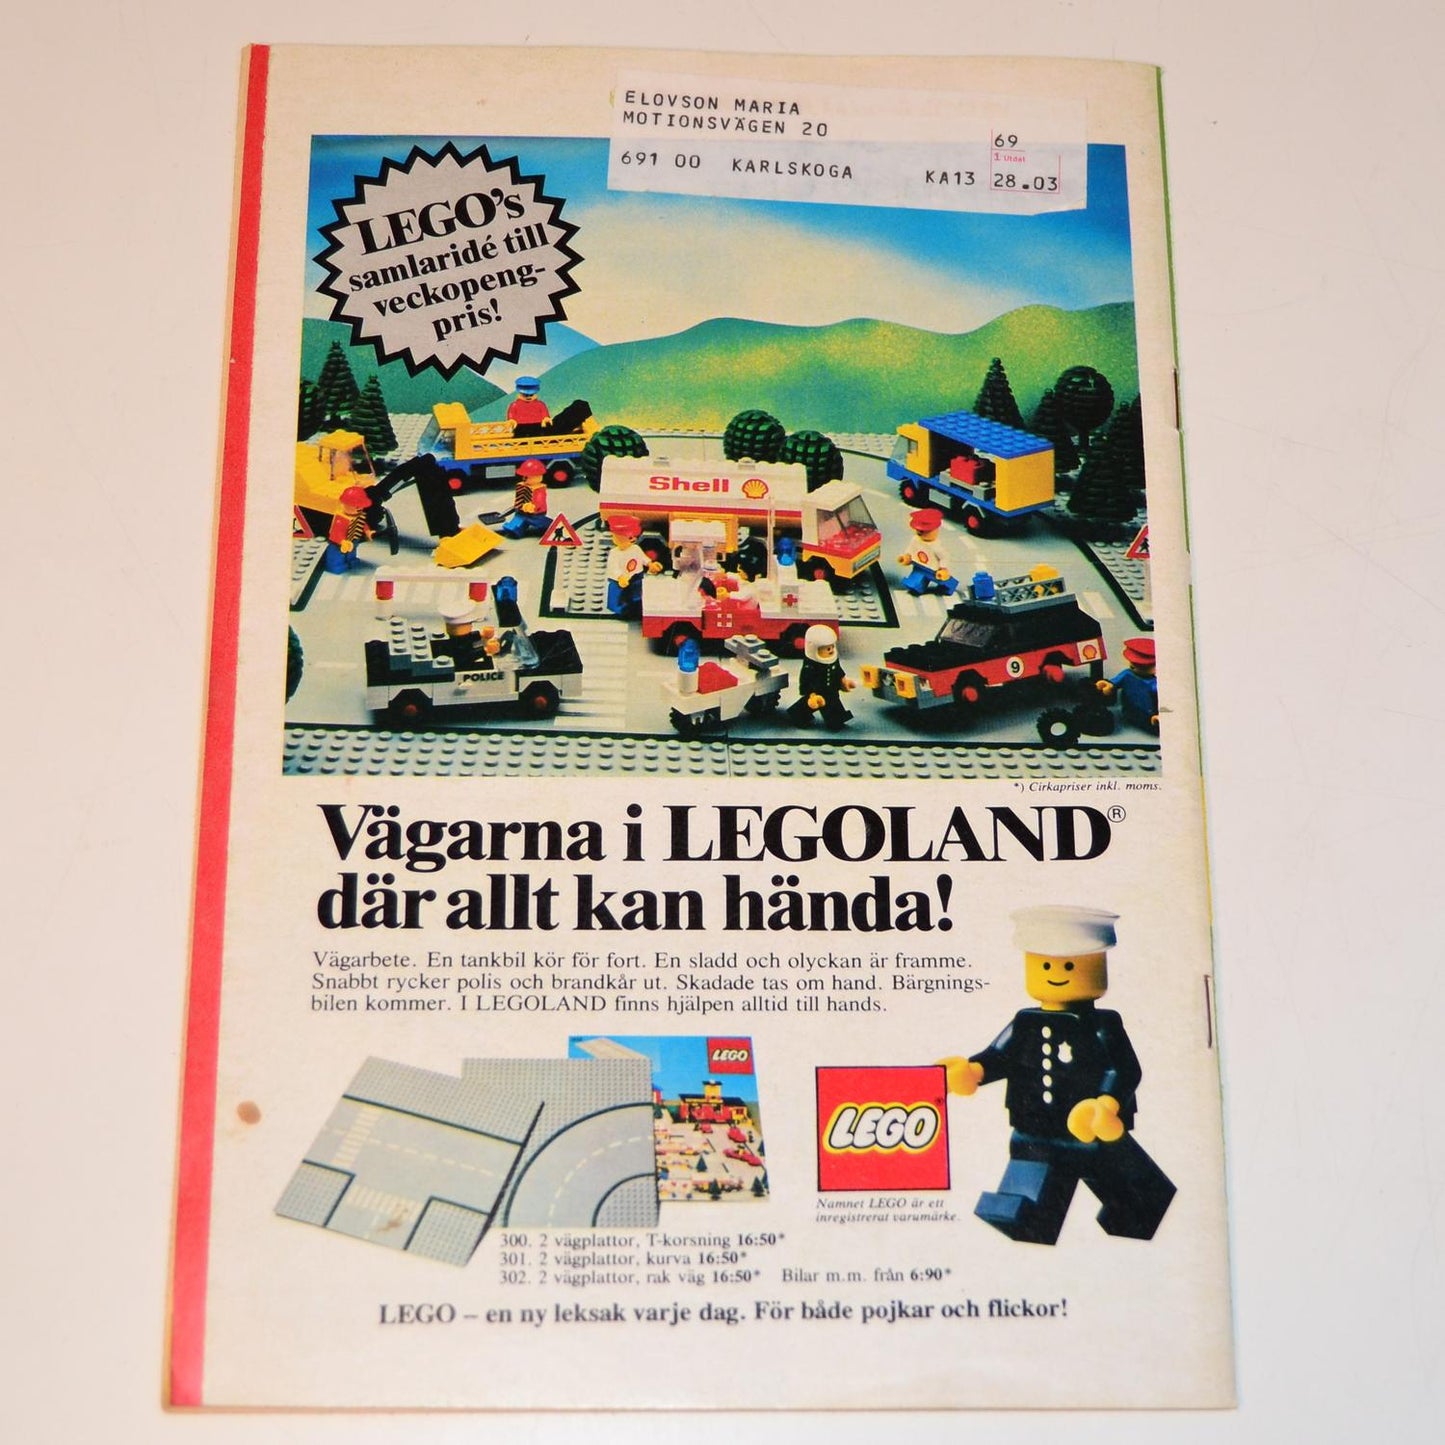 ELOVSON MARIA
MOTIONSVÄGEN 20
69
1 Utdel
691 00 KARLSKOGA KA13 28.03
LEGO's
samlaridé till
veckopeng-
pris!
Shell
POLICE
9
*) Cirkapriser inkl. moms.
Vägarna i LEGOLAND®
där allt kan hända!
Vägarbete. En tankbil kör för fort. En sladd och olyckan är framme.
Snabbt rycker polis och brandkår ut. Skadade tas om hand. Bärgnings-
bilen kommer. I LEGOLAND finns hjälpen alltid till hands.
LEGO
LEGO®
Namnet LEGO är ett
inregistrerat varumärke.
300. 2 vägplattor, T-korsning 16:50*
301. 2 vägplattor, kurva 16:50*
302. 2 vägplattor, rak väg 16:50* Bilar m.m. från 6:90*
LEGO – en ny leksak varje dag. För både pojkar och flickor!